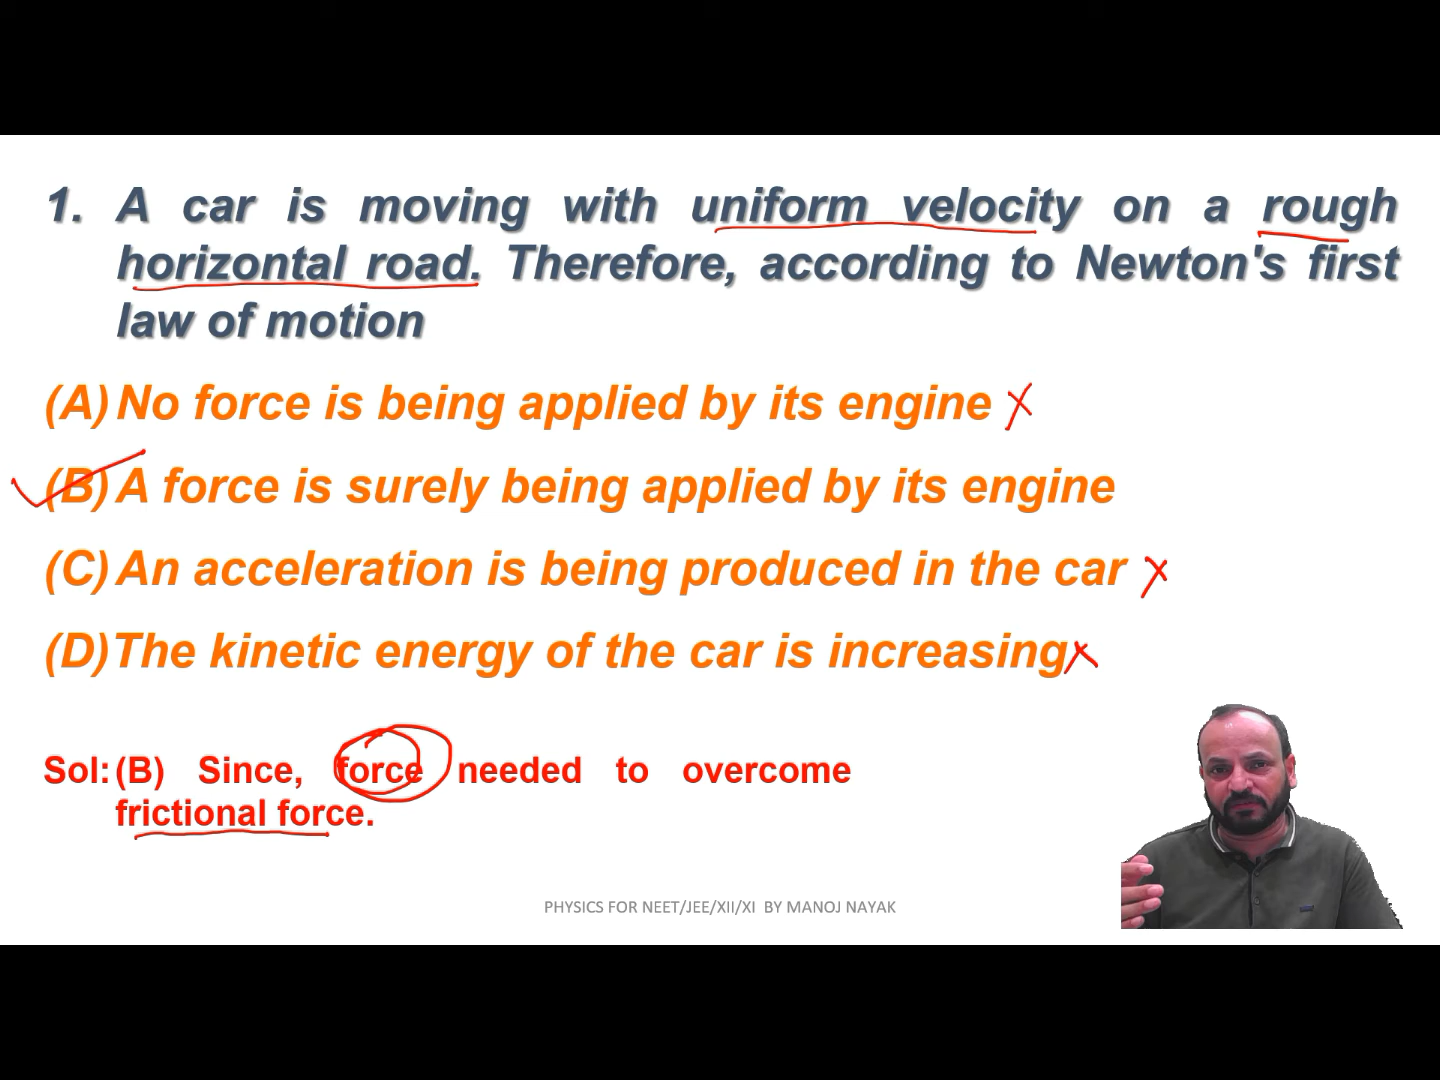 1. A car is moving with uniform velocity on a rough
horizontal road. Therefore, according to Newton's first
law of motion
(A) No force is being applied by its engine
(B) A force is surely being applied by its engine
(C) An acceleration is being produced in the car
(D) The kinetic energy of the car is increasing
Sol: (B) Since, force needed to overcome
frictional force.
PHYSICS FOR NEET/JEE/XII/XI BY MANOJ NAYAK